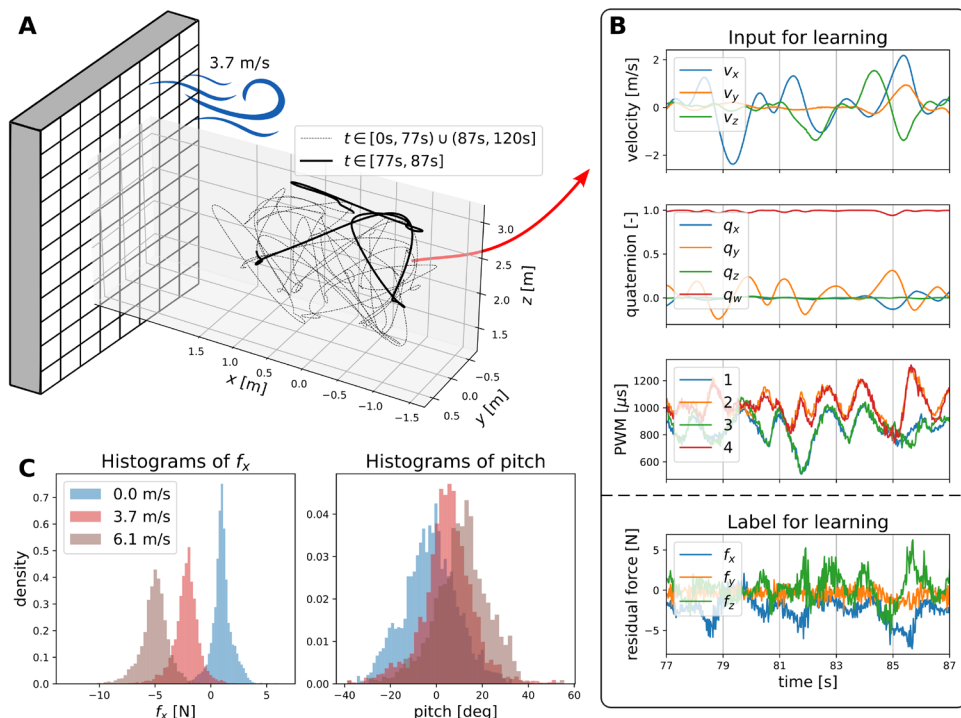 A
3.7 m/s
t ∈ [0s, 77s) ∪ (87s, 120s]
t ∈ [77s, 87s]
3.0
2.5
2.0
1.5
z [m]
1.5
1.0
0.5
0.0
−0.5
−1.0
−1.5
x [m]
−0.5
0.0
0.5
y [m]
B
Input for learning
velocity [m/s]
2
0
−2
v_x
v_y
v_z
quaternion [-]
1.0
0.5
0.0
q_x
q_y
q_z
q_w
PWM [μs]
1200
1000
800
600
1
2
3
4
Label for learning
residual force [N]
5
0
−5
f_x
f_y
f_z
77 79 81 83 85 87
time [s]
C
Histograms of f_x
density
0.7
0.6
0.5
0.4
0.3
0.2
0.1
0.0
0.0 m/s
3.7 m/s
6.1 m/s
−10 −5 0 5
f_x [N]
Histograms of pitch
0.04
0.03
0.02
0.01
0.00
−40 −20 0 20 40 60
pitch [deg]